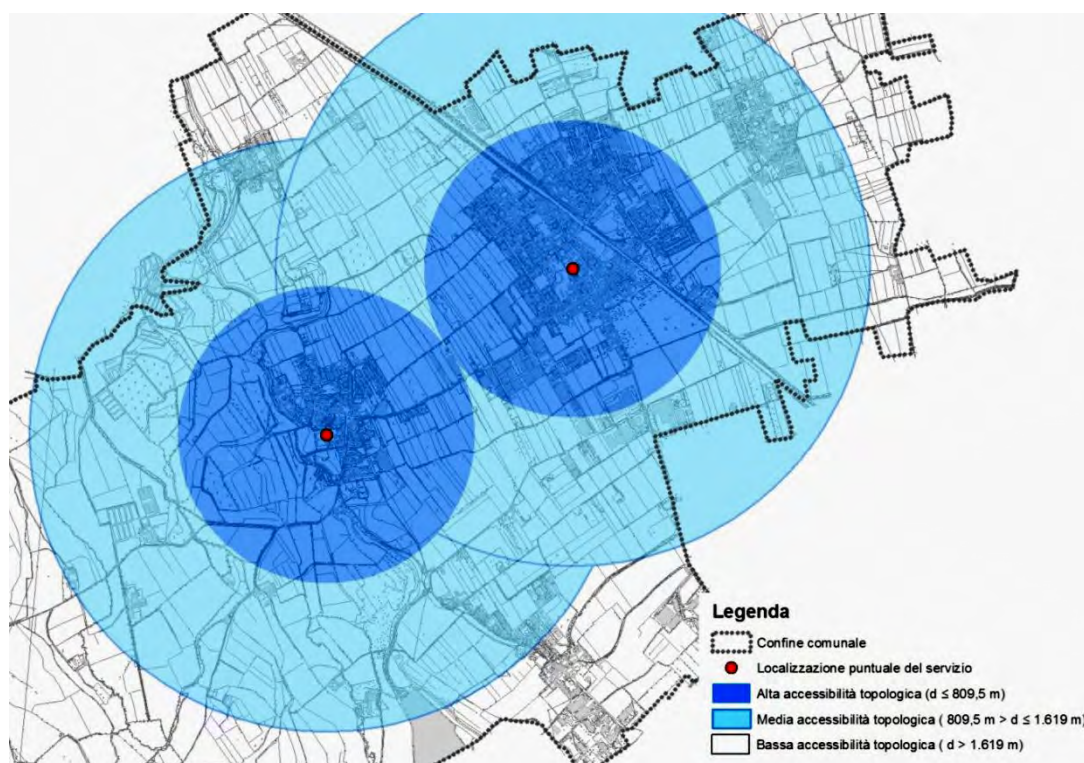 Legenda
Confine comunale
Localizzazione puntuale del servizio
Alta accessibilità topologica (d ≤ 809,5 m)
Media accessibilità topologica ( 809,5 m > d ≤ 1.619 m)
Bassa accessibilità topologica ( d > 1.619 m)